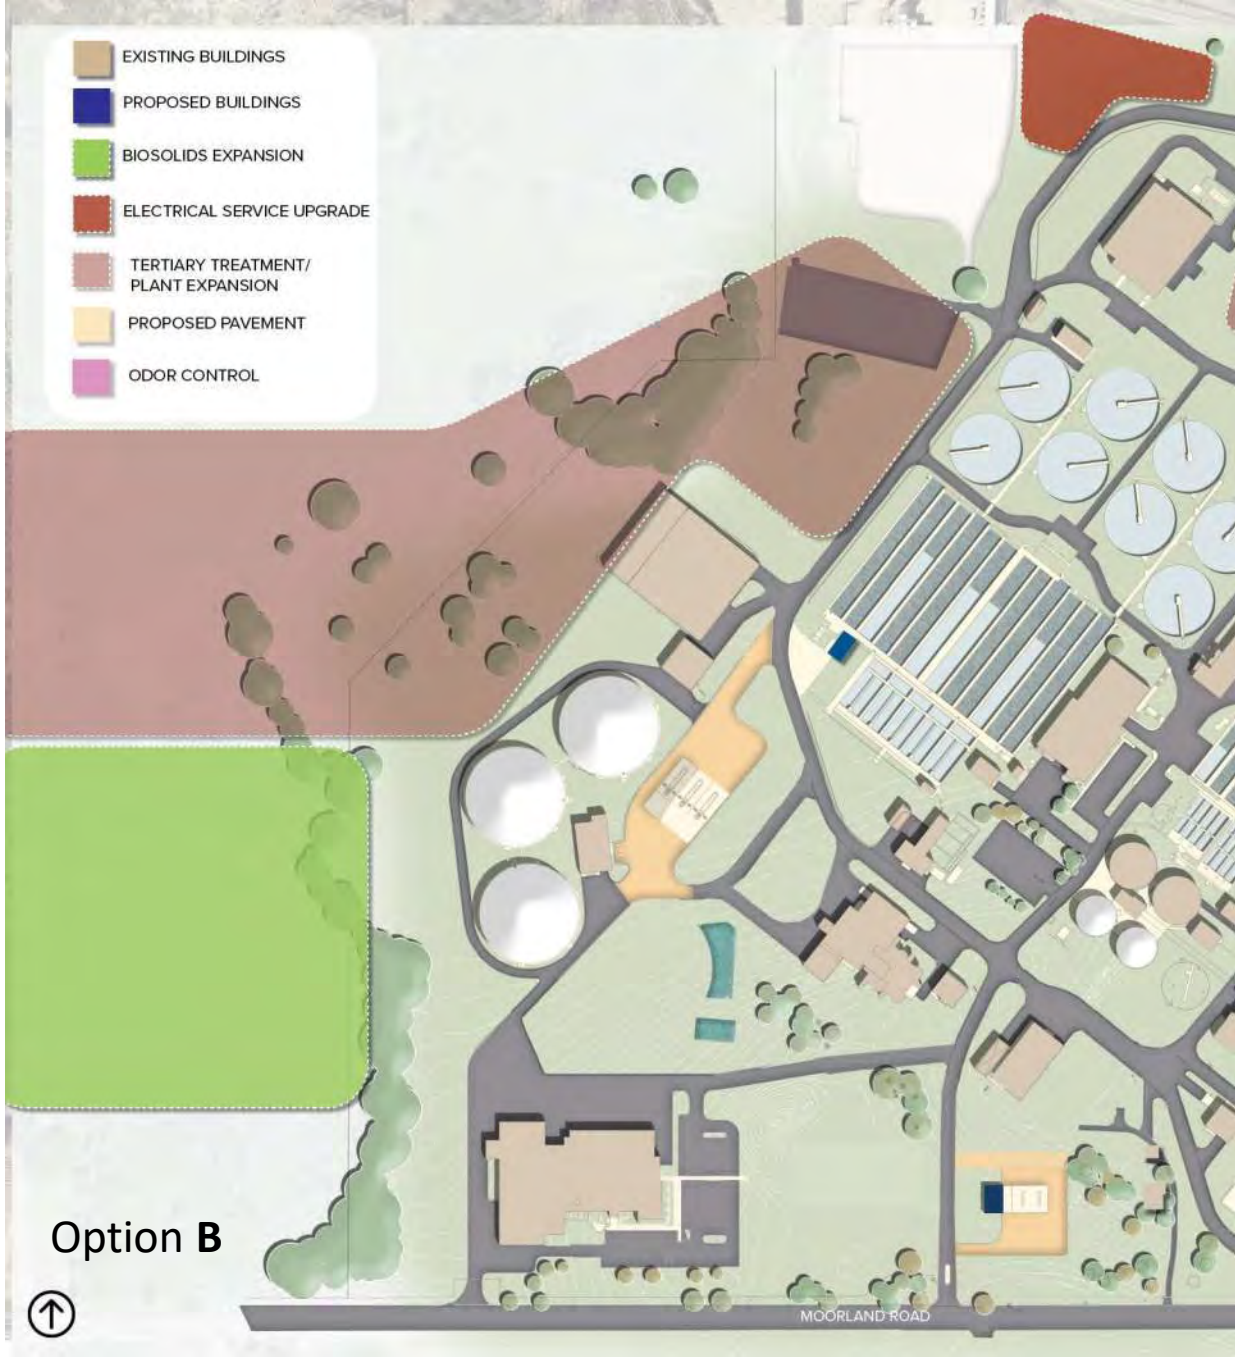 EXISTING BUILDINGS
PROPOSED BUILDINGS
BIOSOLIDS EXPANSION
ELECTRICAL SERVICE UPGRADE
TERTIARY TREATMENT/
PLANT EXPANSION
PROPOSED PAVEMENT
ODOR CONTROL
Option B
MOORLAND ROAD